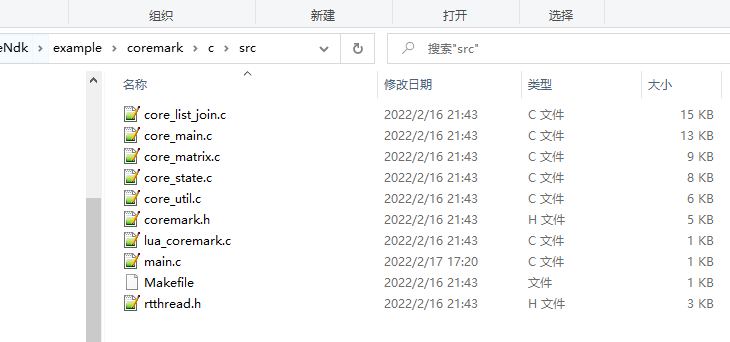 组织 新建 打开 选择
eNdk > example > coremark > c > src 搜索"src"
名称 修改日期 类型 大小
core_list_join.c 2022/2/16 21:43 C 文件 15 KB
core_main.c 2022/2/16 21:43 C 文件 13 KB
core_matrix.c 2022/2/16 21:43 C 文件 9 KB
core_state.c 2022/2/16 21:43 C 文件 8 KB
core_util.c 2022/2/16 21:43 C 文件 6 KB
coremark.h 2022/2/16 21:43 H 文件 5 KB
lua_coremark.c 2022/2/16 21:43 C 文件 1 KB
main.c 2022/2/17 17:20 C 文件 1 KB
Makefile 2022/2/16 21:43 文件 1 KB
rtthread.h 2022/2/16 21:43 H 文件 3 KB